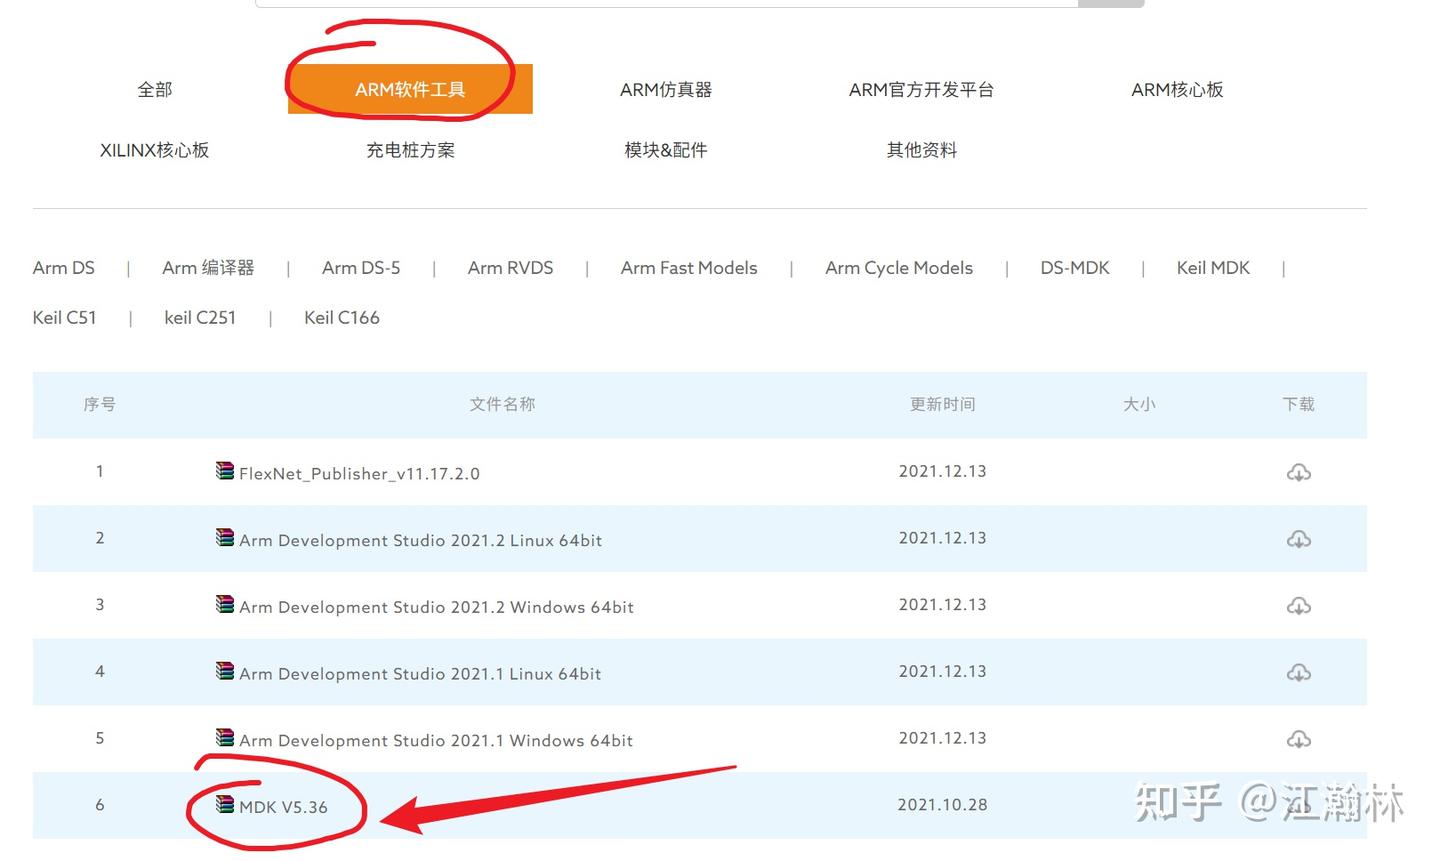 全部 ARM软件工具 ARM仿真器 ARM官方开发平台 ARM核心板
XILINX核心板 充电桩方案 模块&配件 其他资料
Arm DS | Arm 编译器 | Arm DS-5 | Arm RVDS | Arm Fast Models | Arm Cycle Models | DS-MDK | Keil MDK |
Keil C51 | keil C251 | Keil C166
序号 文件名称 更新时间 大小 下载
1 FlexNet_Publisher_v11.17.2.0 2021.12.13
2 Arm Development Studio 2021.2 Linux 64bit 2021.12.13
3 Arm Development Studio 2021.2 Windows 64bit 2021.12.13
4 Arm Development Studio 2021.1 Linux 64bit 2021.12.13
5 Arm Development Studio 2021.1 Windows 64bit 2021.12.13
6 MDK V5.36 2021.10.28
知乎 @江瀚林